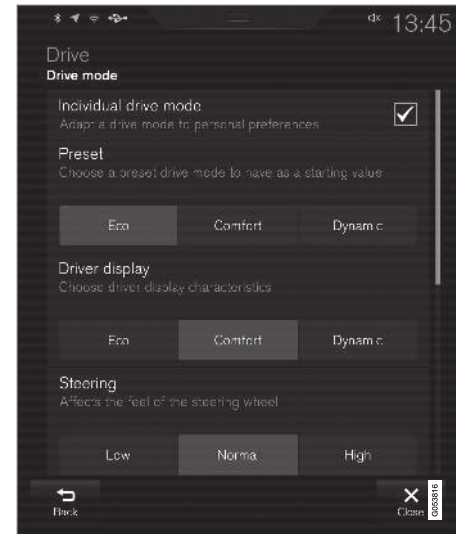 13:45
Drive
Drive mode
Individual drive mode
Adapt a drive mode to personal preferences
Preset
Choose a preset drive mode to have as a starting value
Eco Comfort Dynamic
Driver display
Choose driver display characteristics
Eco Comfort Dynamic
Steering
Affects the feel of the steering wheel
Low Normal High
Back Close
G053816